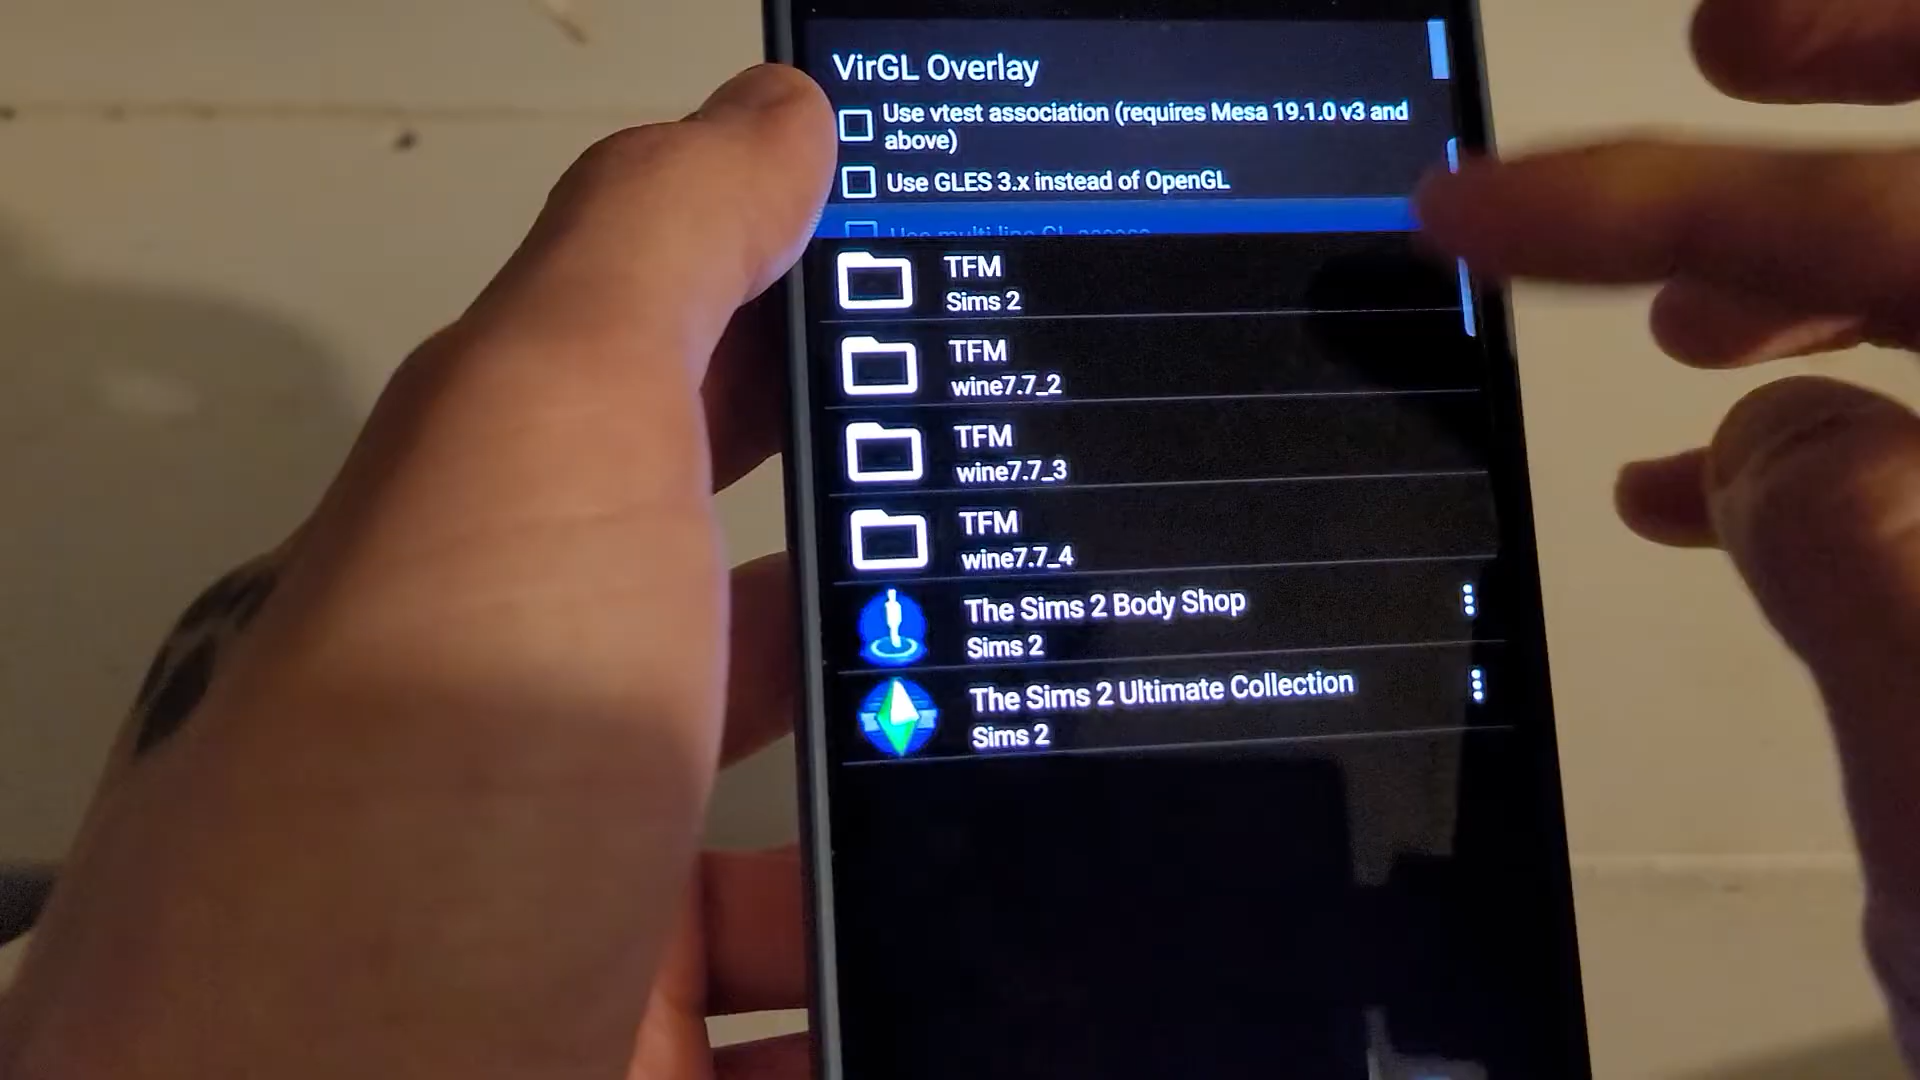 VirGL Overlay
Use vtest association (requires Mesa 19.1.0 v3 and
above)
Use GLES 3.x instead of OpenGL
TFM
Sims 2
TFM
wine7.7_2
TFM
wine7.7_3
TFM
wine7.7_4
The Sims 2 Body Shop
Sims 2
The Sims 2 Ultimate Collection
Sims 2